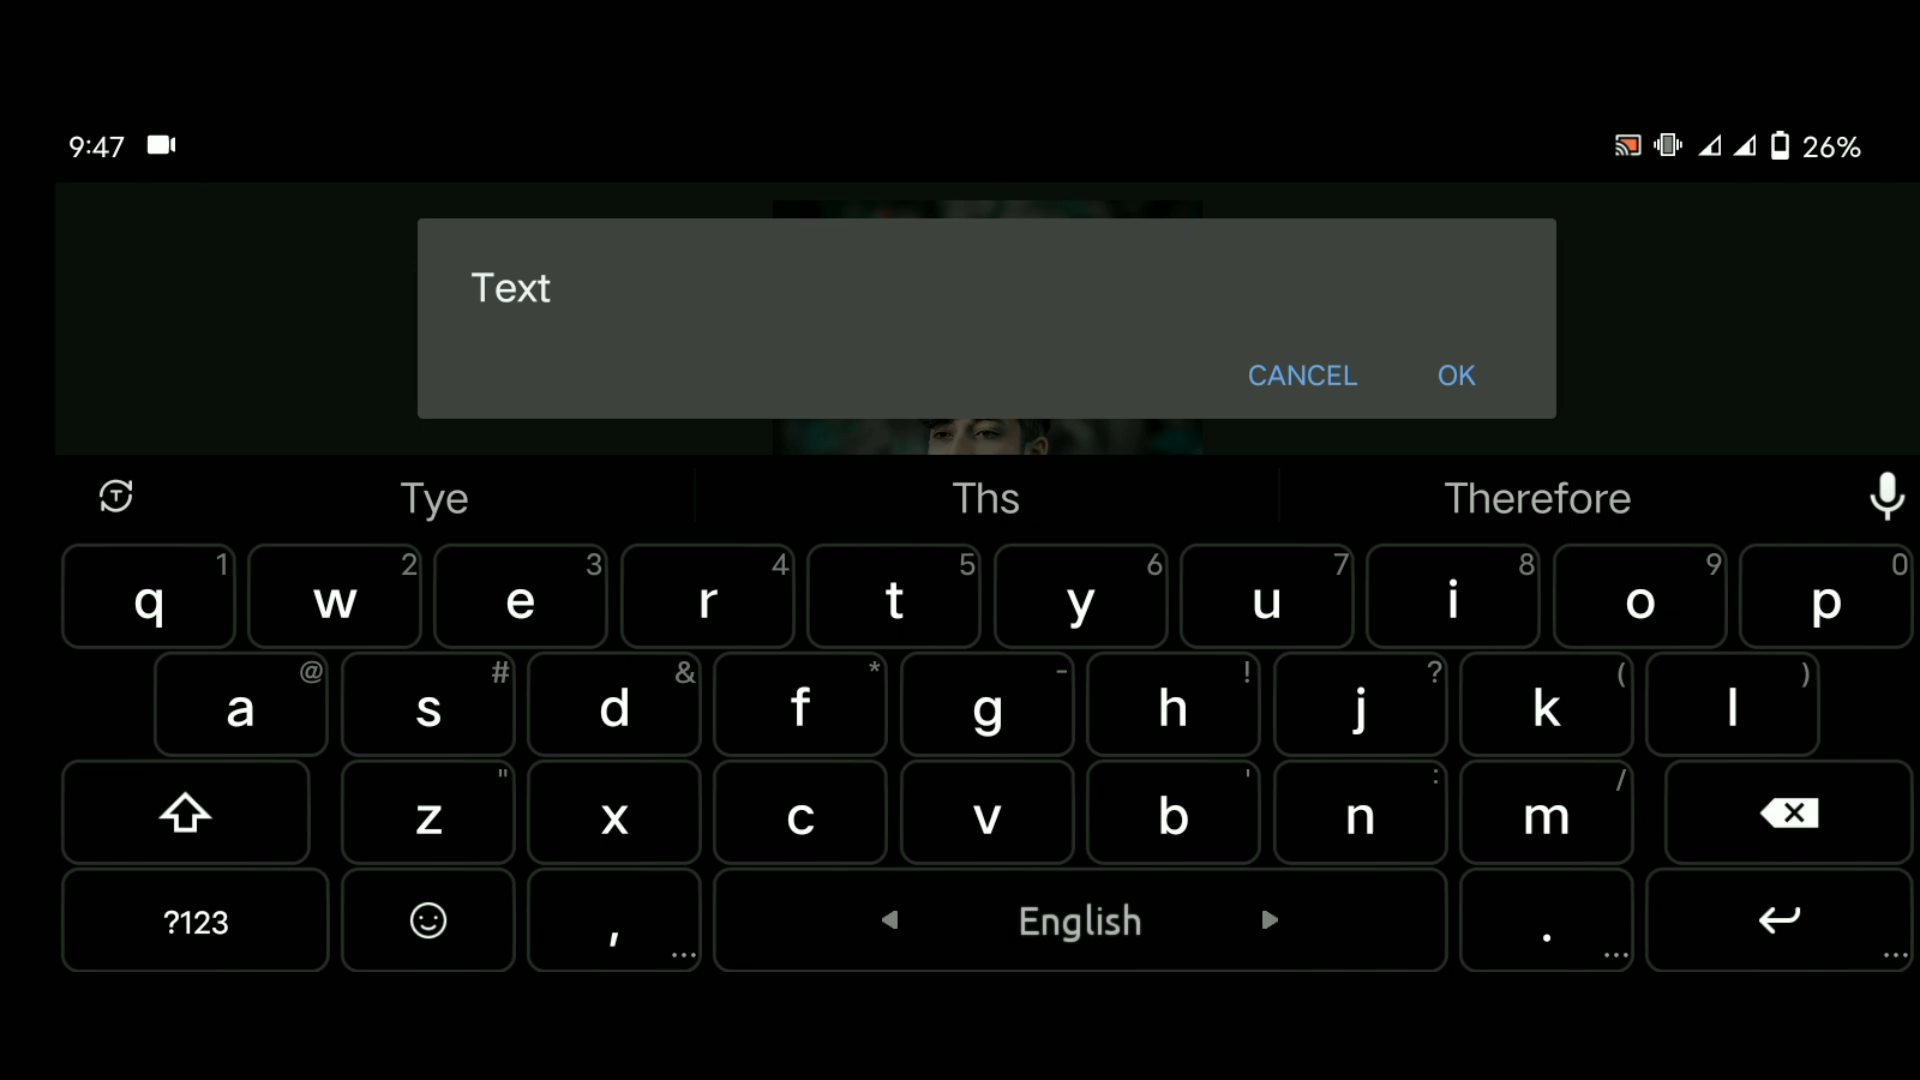 9:47 26%
Text
CANCEL OK
Tye Ths Therefore
1 2 3 4 5 6 7 8 9 0
q w e r t y u i o p
@ # & * - ! ? ( )
a s d f g h j k l
" ' : /
z x c v b n m
?123 , ... English . ... ...